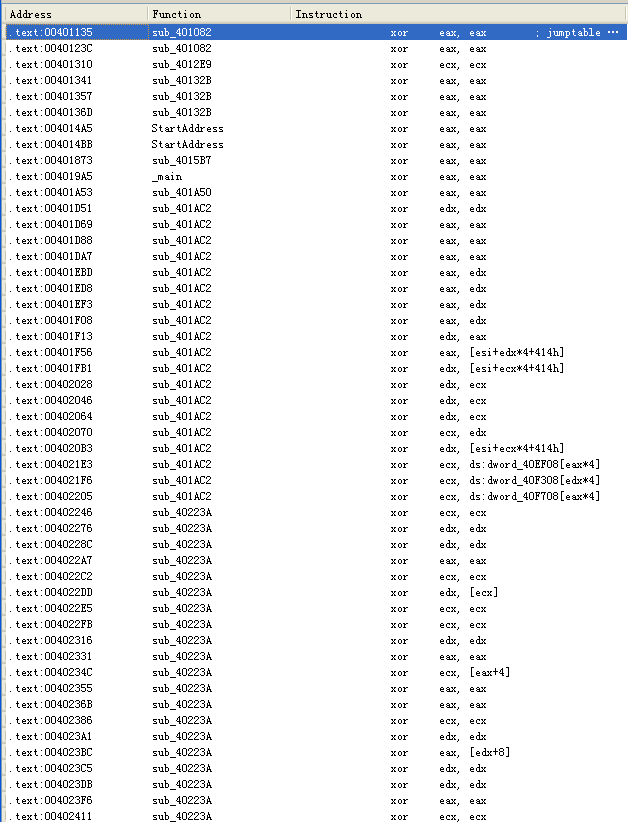 Address Function Instruction
.text:00401135 sub_401082 xor eax, eax ; jumptable ...
.text:0040123C sub_401082 xor eax, eax
.text:00401310 sub_4012E9 xor ecx, ecx
.text:00401341 sub_40132B xor eax, eax
.text:00401357 sub_40132B xor eax, eax
.text:0040136D sub_40132B xor eax, eax
.text:004014A5 StartAddress xor eax, eax
.text:004014BB StartAddress xor eax, eax
.text:00401873 sub_4015B7 xor eax, eax
.text:004019A5 _main xor eax, eax
.text:00401A53 sub_401A50 xor eax, eax
.text:00401D51 sub_401AC2 xor edx, edx
.text:00401D69 sub_401AC2 xor eax, eax
.text:00401D88 sub_401AC2 xor eax, eax
.text:00401DA7 sub_401AC2 xor eax, eax
.text:00401EBD sub_401AC2 xor eax, edx
.text:00401ED8 sub_401AC2 xor eax, edx
.text:00401EF3 sub_401AC2 xor eax, edx
.text:00401F08 sub_401AC2 xor eax, edx
.text:00401F13 sub_401AC2 xor edx, eax
.text:00401F56 sub_401AC2 xor eax, [esi+edx*4+414h]
.text:00401FB1 sub_401AC2 xor edx, [esi+ecx*4+414h]
.text:00402028 sub_401AC2 xor edx, ecx
.text:00402046 sub_401AC2 xor edx, ecx
.text:00402064 sub_401AC2 xor edx, ecx
.text:00402070 sub_401AC2 xor ecx, edx
.text:004020B3 sub_401AC2 xor edx, [esi+ecx*4+414h]
.text:004021E3 sub_401AC2 xor ecx, ds:dword_40EF08[eax*4]
.text:004021F6 sub_401AC2 xor ecx, ds:dword_40F308[edx*4]
.text:00402205 sub_401AC2 xor ecx, ds:dword_40F708[eax*4]
.text:00402246 sub_40223A xor ecx, ecx
.text:00402276 sub_40223A xor edx, edx
.text:0040228C sub_40223A xor edx, edx
.text:004022A7 sub_40223A xor eax, eax
.text:004022C2 sub_40223A xor ecx, ecx
.text:004022DD sub_40223A xor edx, [ecx]
.text:004022E5 sub_40223A xor ecx, ecx
.text:004022FB sub_40223A xor ecx, ecx
.text:00402316 sub_40223A xor edx, edx
.text:00402331 sub_40223A xor eax, eax
.text:0040234C sub_40223A xor ecx, [eax+4]
.text:00402355 sub_40223A xor eax, eax
.text:0040236B sub_40223A xor eax, eax
.text:00402386 sub_40223A xor ecx, ecx
.text:004023A1 sub_40223A xor edx, edx
.text:004023BC sub_40223A xor eax, [edx+8]
.text:004023C5 sub_40223A xor edx, edx
.text:004023DB sub_40223A xor edx, edx
.text:004023F6 sub_40223A xor eax, eax
.text:00402411 sub_40223A xor ecx, ecx